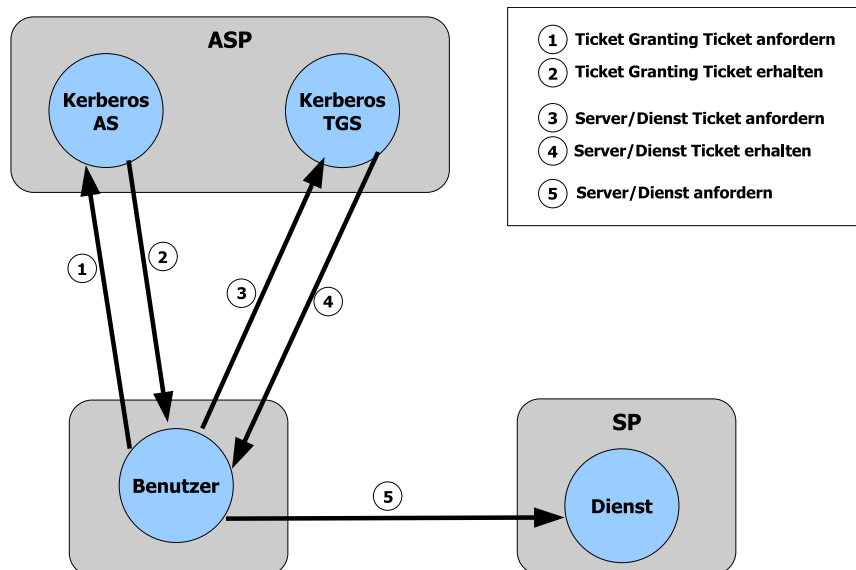 ASP
Kerberos
AS
Kerberos
TGS
1 Ticket Granting Ticket anfordern
2 Ticket Granting Ticket erhalten
3 Server/Dienst Ticket anfordern
4 Server/Dienst Ticket erhalten
5 Server/Dienst anfordern
1
2
3
4
Benutzer
5
SP
Dienst